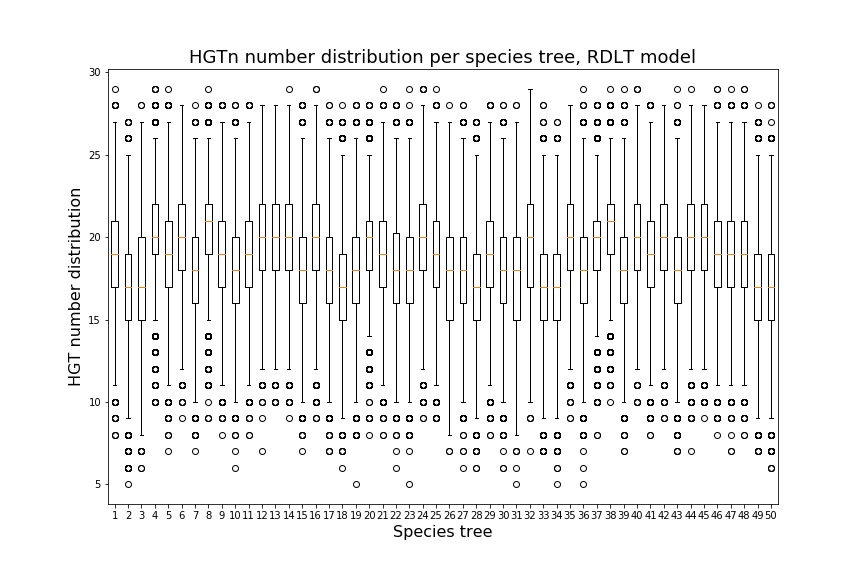 HGTn number distribution per species tree, RDLT model
HGT number distribution
30
25
20
15
10
5
1 2 3 4 5 6 7 8 9 10 11 12 13 14 15 16 17 18 19 20 21 22 23 24 25 26 27 28 29 30 31 32 33 34 35 36 37 38 39 40 41 42 43 44 45 46 47 48 49 50
Species tree